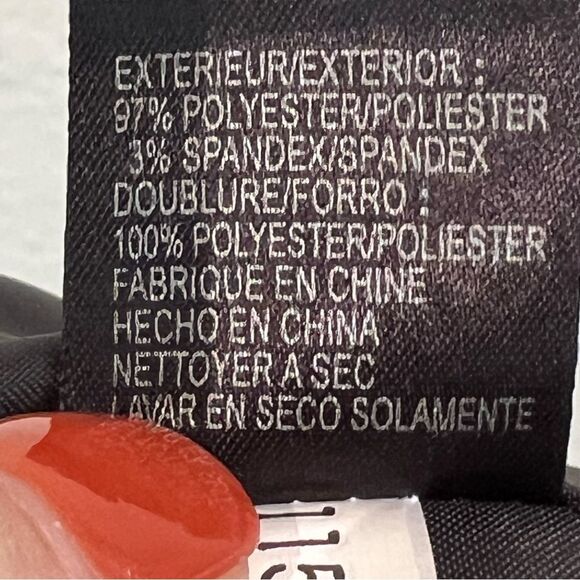 EXTERIEUR/EXTERIOR :
97% POLYESTER/POLIESTER
3% SPANDEX/SPANDEX
DOUBLURE/FORRO :
100% POLYESTER/POLIESTER
FABRIQUE EN CHINE
HECHO EN CHINA
NETTOYER A SEC
LAVAR EN SECO SOLAMENTE
115